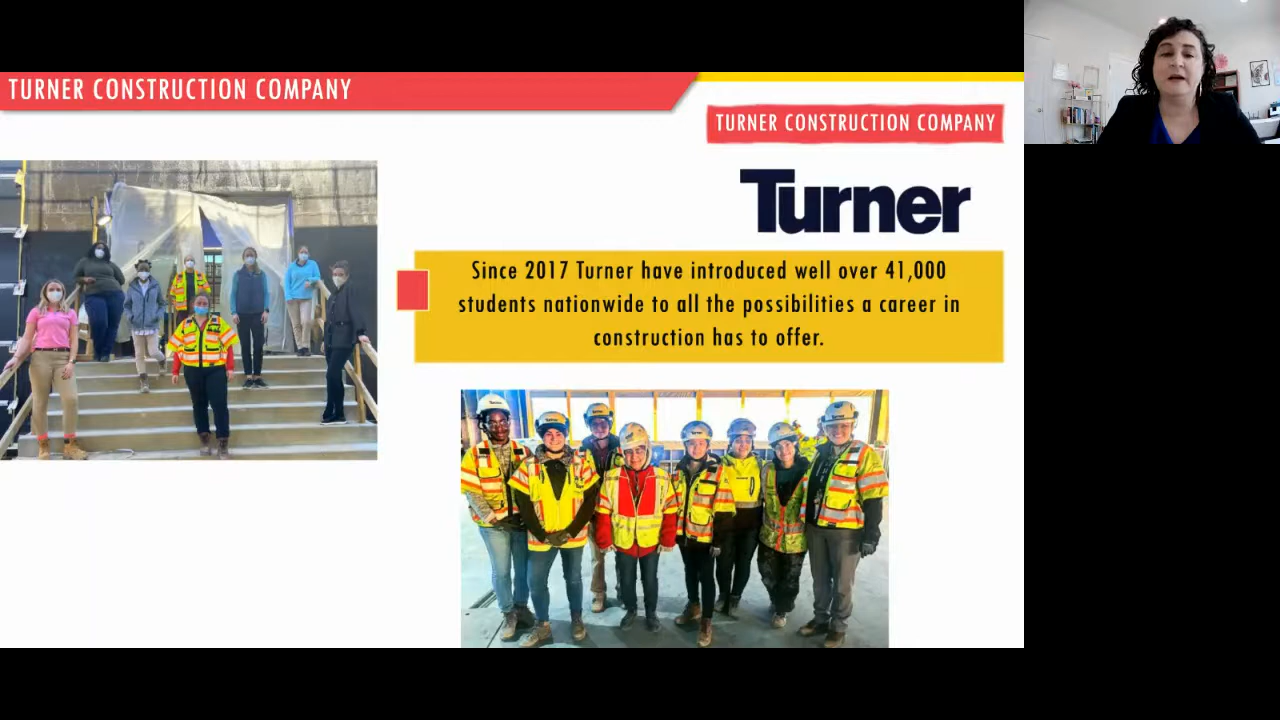 TURNER CONSTRUCTION COMPANY
TURNER CONSTRUCTION COMPANY
Turner
Since 2017 Turner have introduced well over 41,000
students nationwide to all the possibilities a career in
construction has to offer.